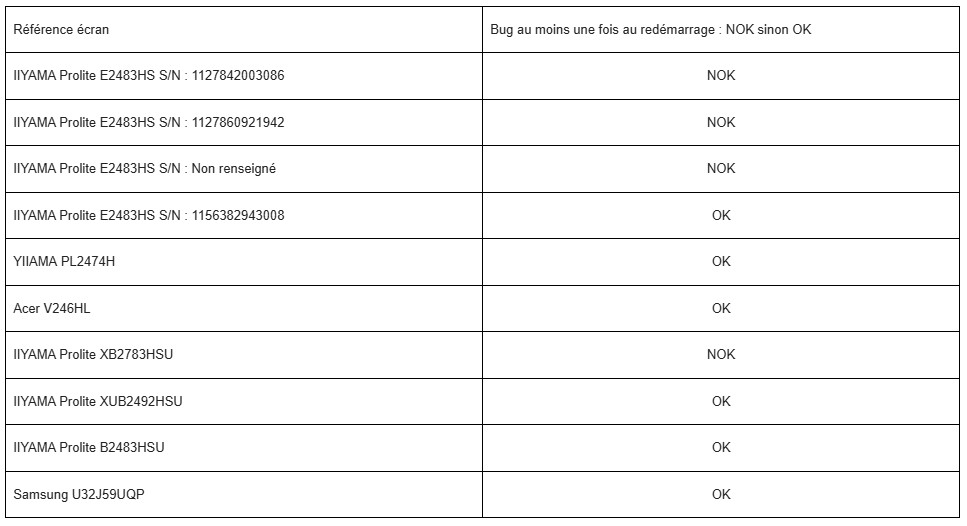 Référence écran
Bug au moins une fois au redémarrage : NOK sinon OK
IIYAMA Prolite E2483HS S/N : 1127842003086
NOK
IIYAMA Prolite E2483HS S/N : 1127860921942
NOK
IIYAMA Prolite E2483HS S/N : Non renseigné
NOK
IIYAMA Prolite E2483HS S/N : 1156382943008
OK
YIIAMA PL2474H
OK
Acer V246HL
OK
IIYAMA Prolite XB2783HSU
NOK
IIYAMA Prolite XUB2492HSU
OK
IIYAMA Prolite B2483HSU
OK
Samsung U32J59UQP
OK